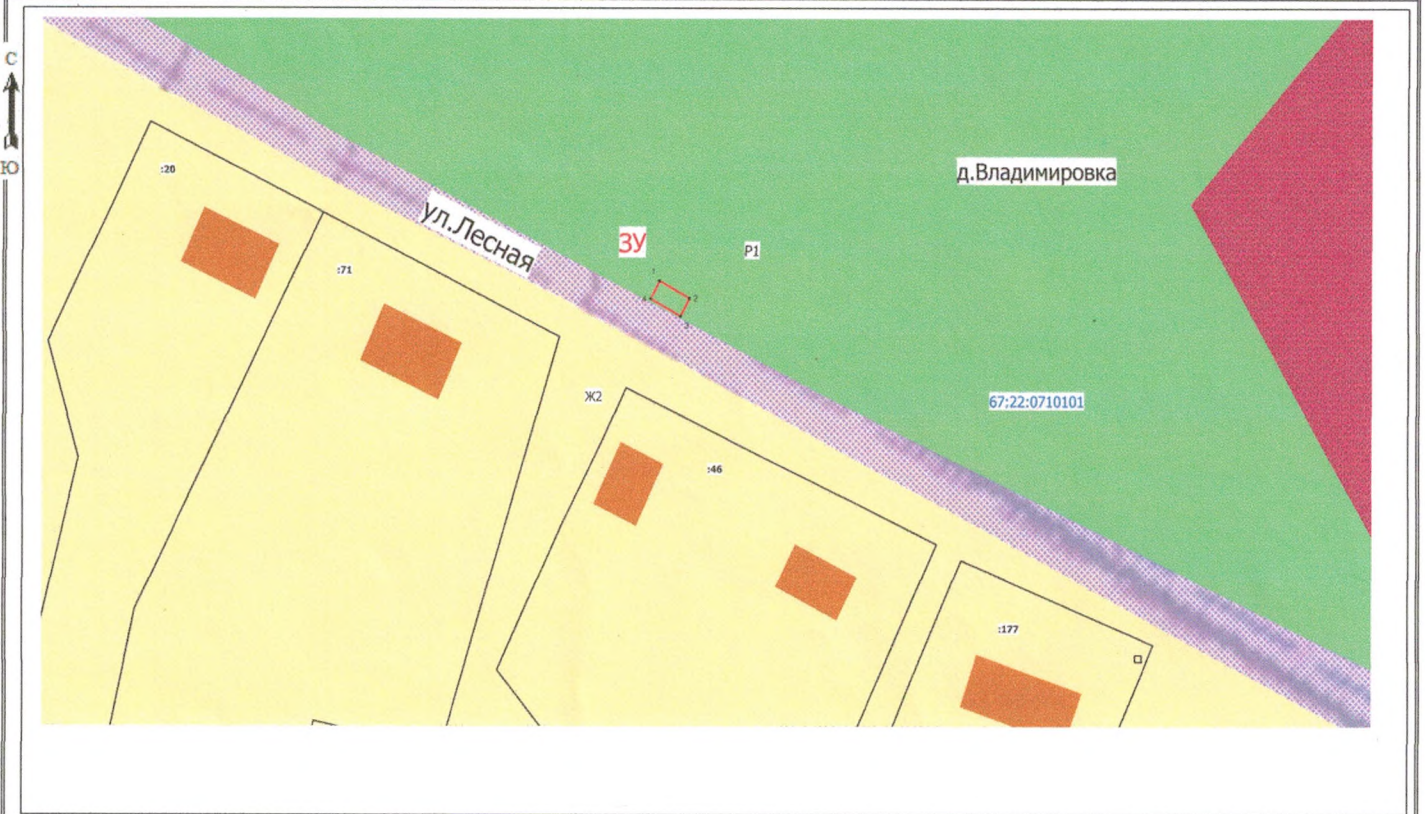 С
Ю
:20
д.Владимировка
ул.Лесная
ЗУ
Р1
:71
1
2
4
3
Ж2
67:22:0710101
:46
:177